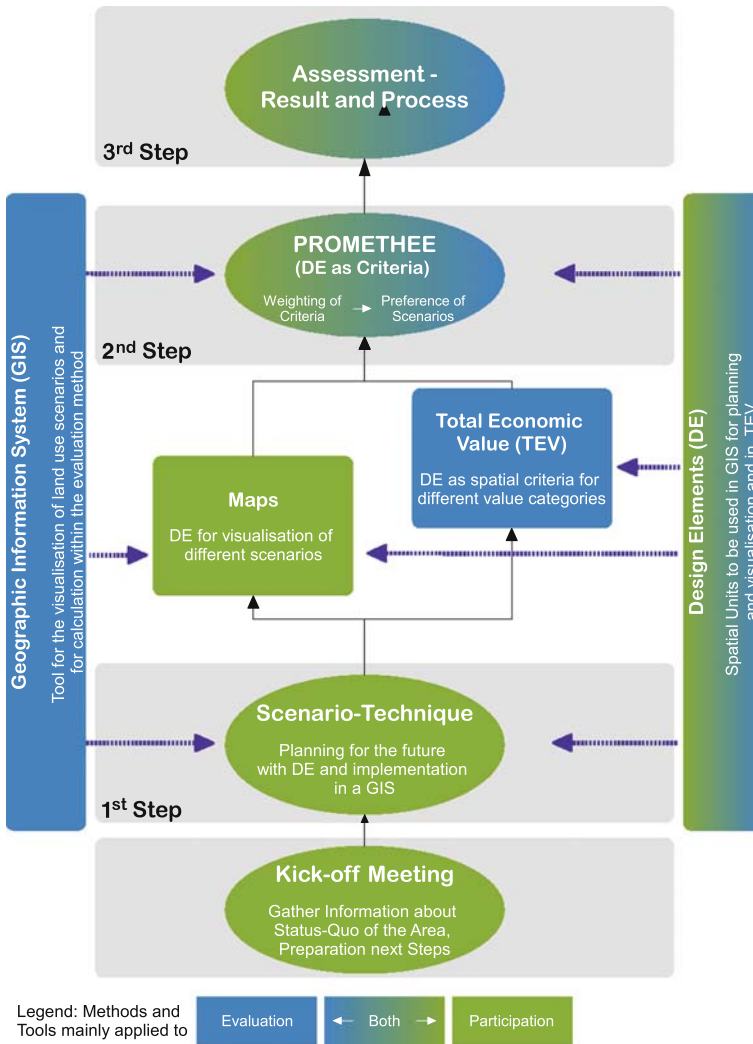 Assessment -
Result and Process
3rd Step
PROMETHEE
(DE as Criteria)
Weighting of
Criteria
Preference of
Scenarios
2nd Step
Geographic Information System (GIS)
Tool for the visualisation of land use scenarios and
for calculation within the evaluation method
Total Economic
Value (TEV)
DE as spatial criteria for
different value categories
Maps
DE for visualisation of
different scenarios
Design Elements (DE)
Spatial Units to be used in GIS for planning
and visualisation and in TEV
Scenario-Technique
Planning for the future
with DE and implementation
in a GIS
1st Step
Kick-off Meeting
Gather Information about
Status-Quo of the Area,
Preparation next Steps
Legend: Methods and
Tools mainly applied to
Evaluation
Both
Participation